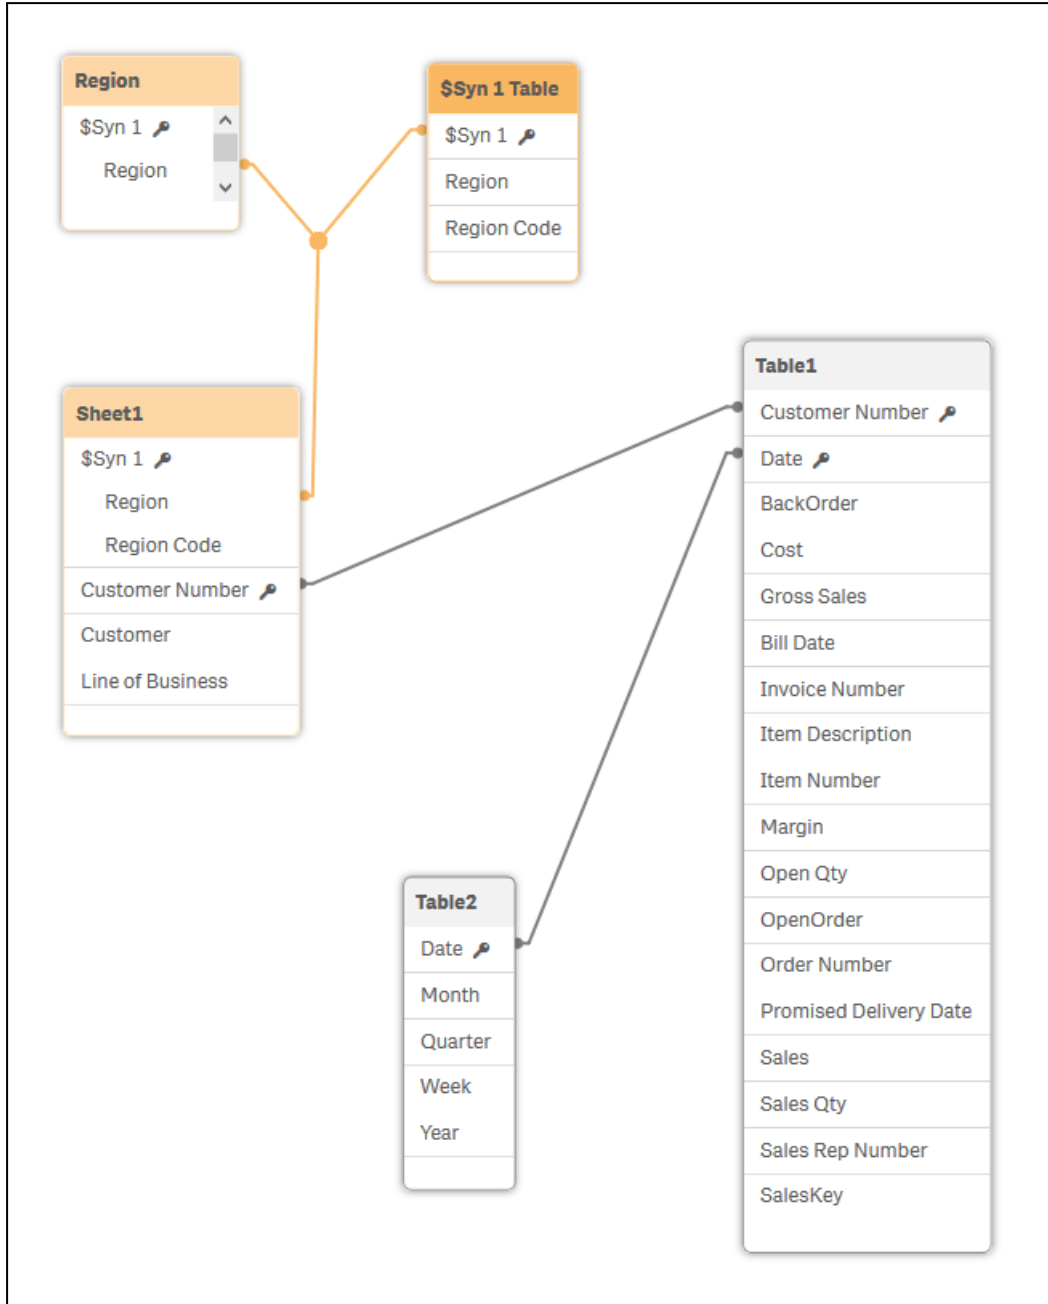 Region
$Syn 1
Region
$Syn 1 Table
$Syn 1
Region
Region Code
Sheet1
$Syn 1
Region
Region Code
Customer Number
Customer
Line of Business
Table1
Customer Number
Date
BackOrder
Cost
Gross Sales
Bill Date
Invoice Number
Item Description
Item Number
Margin
Open Qty
OpenOrder
Order Number
Promised Delivery Date
Sales
Sales Qty
Sales Rep Number
SalesKey
Table2
Date
Month
Quarter
Week
Year